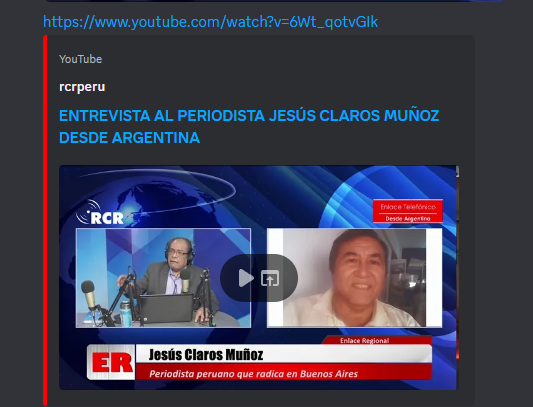 https://www.youtube.com/watch?v=6Wt_qotvGIk
YouTube
rcrperu
ENTREVISTA AL PERIODISTA JESÚS CLAROS MUÑOZ
DESDE ARGENTINA
RCR
Enlace Telefónico
Desde Argentina
Enlace Regional
ER
Jesús Claros Muñoz
Periodista peruano que radica en Buenos Aires